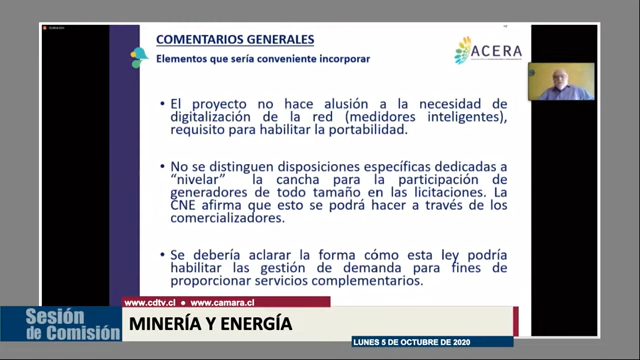 COMENTARIOS GENERALES
Elementos que sería conveniente incorporar
ACERA
• El proyecto no hace alusión a la necesidad de
digitalización de la red (medidores inteligentes),
requisito para habilitar la portabilidad.
• No se distinguen disposiciones específicas dedicadas a
“nivelar” la cancha para la participación de
generadores de todo tamaño en las licitaciones. La
CNE afirma que esto se podrá hacer a través de los
comercializadores.
• Se debería aclarar la forma cómo esta ley podría
habilitar las gestión de demanda para fines de
proporcionar servicios complementarios.
www.cdtv.cl ● www.camara.cl
Sesión
de Comisión
MINERÍA Y ENERGÍA
LUNES 5 DE OCTUBRE DE 2020